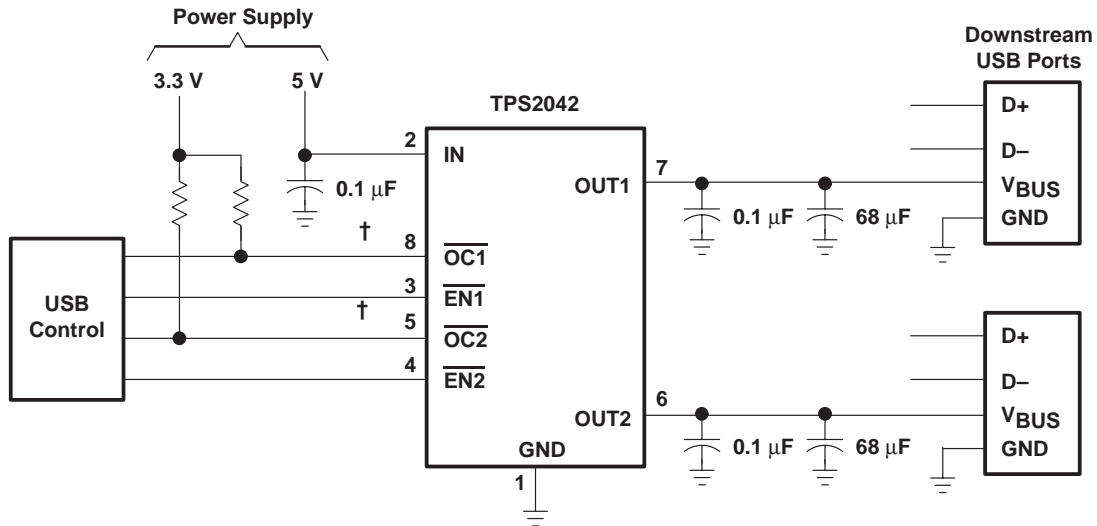 Power Supply
3.3 V
5 V
TPS2042
Downstream
USB Ports
2
IN
0.1 μF
OUT1
7
0.1 μF
68 μF
D+
D–
VBUS
GND
†
8
OC1
3
EN1
†
5
OC2
4
EN2
USB
Control
OUT2
6
0.1 μF
68 μF
D+
D–
VBUS
GND
GND
1